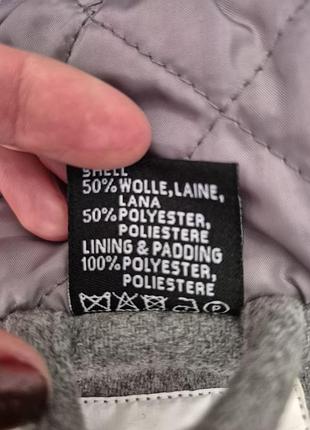 SHELL
50% WOLLE, LAINE,
LANA
50% POLYESTER,
POLIESTERE
LINING & PADDING
100% POLYESTER,
POLIESTERE